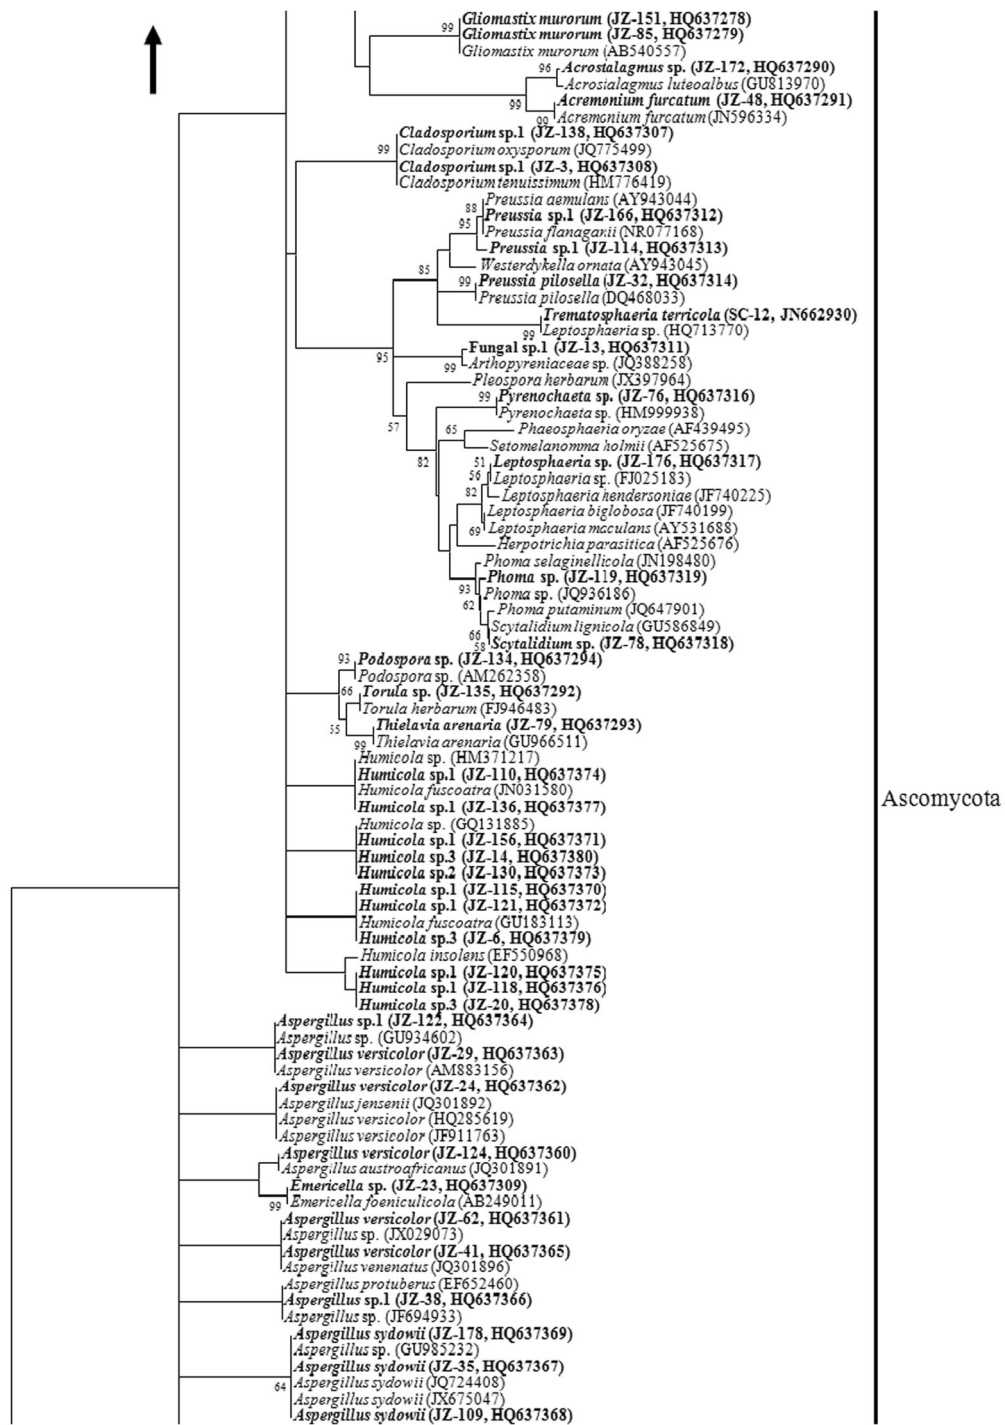 Gliomastix murorum (JZ-151, HQ637278)
99
Gliomastix murorum (JZ-85, HQ637279)
Gliomastix murorum (AB540557)
96
Acrostalagmus sp. (JZ-172, HQ637290)
Acrostalagmus luteoalbus (GU813970)
99
Acremonium furcatum (JZ-48, HQ637291)
99
Acremonium furcatum (JN596334)
Cladosporium sp.1 (JZ-138, HQ637307)
99
Cladosporium oxysporum (JQ775499)
Cladosporium sp.1 (JZ-3, HQ637308)
Cladosporium tenuissimum (HM776419)
Preussia aemulans (AY943044)
88
Preussia sp.1 (JZ-166, HQ637312)
95
Preussia flanaganii (NR077168)
Preussia sp.1 (JZ-114, HQ637313)
85
Westerdykella ornata (AY943045)
99
Preussia pilosella (JZ-32, HQ637314)
Preussia pilosella (DQ468033)
Trematosphaeria terricola (SC-12, JN662930)
99
Leptosphaeria sp. (HQ713770)
95
Fungal sp.1 (JZ-13, HQ637311)
99
Arthopyreniaceae sp. (JQ388258)
Pleospora herbarum (JX397964)
99
Pyrenochaeta sp. (JZ-76, HQ637316)
Pyrenochaeta sp. (HM999938)
57
65
Phaeosphaeria oryzae (AF439495)
Setomelanomma holmii (AF525675)
82
51
Leptosphaeria sp. (JZ-176, HQ637317)
56
Leptosphaeria sp. (FJ025183)
82
Leptosphaeria hendersoniae (JF740225)
Leptosphaeria biglobosa (JF740199)
69
Leptosphaeria maculans (AY531688)
Herpotrichia parasitica (AF525676)
Phoma selaginellicola (JN198480)
Phoma sp. (JZ-119, HQ637319)
93
Phoma sp. (JQ936186)
62
Phoma putaminum (JQ647901)
Scytalidium lignicola (GU586849)
66
58
Scytalidium sp. (JZ-78, HQ637318)
93
Podospora sp. (JZ-134, HQ637294)
Podospora sp. (AM262358)
66
Torula sp. (JZ-135, HQ637292)
Torula herbarum (FJ946483)
55
Thielavia arenaria (JZ-79, HQ637293)
99
Thielavia arenaria (GU966511)
Humicola sp. (HM371217)
Humicola sp.1 (JZ-110, HQ637374)
Humicola fuscoatra (JN031580)
Humicola sp.1 (JZ-136, HQ637377)
Ascomycota
Humicola sp. (GQ131885)
Humicola sp.1 (JZ-156, HQ637371)
Humicola sp.3 (JZ-14, HQ637380)
Humicola sp.2 (JZ-130, HQ637373)
Humicola sp.1 (JZ-115, HQ637370)
Humicola sp.1 (JZ-121, HQ637372)
Humicola fuscoatra (GU183113)
Humicola sp.3 (JZ-6, HQ637379)
Humicola insolens (EF550968)
Humicola sp.1 (JZ-120, HQ637375)
Humicola sp.1 (JZ-118, HQ637376)
Humicola sp.3 (JZ-20, HQ637378)
Aspergillus sp.1 (JZ-122, HQ637364)
Aspergillus sp. (GU934602)
Aspergillus versicolor (JZ-29, HQ637363)
Aspergillus versicolor (AM883156)
Aspergillus versicolor (JZ-24, HQ637362)
Aspergillus jensenii (JQ301892)
Aspergillus versicolor (HQ285619)
Aspergillus versicolor (JF911763)
Aspergillus versicolor (JZ-124, HQ637360)
Aspergillus austroafricanus (JQ301891)
Emericella sp. (JZ-23, HQ637309)
99
Emericella foeniculicola (AB249011)
Aspergillus versicolor (JZ-62, HQ637361)
Aspergillus sp. (JX029073)
Aspergillus versicolor (JZ-41, HQ637365)
Aspergillus venenatus (JQ301896)
Aspergillus protuberus (EF652460)
Aspergillus sp.1 (JZ-38, HQ637366)
Aspergillus sp. (JF694933)
Aspergillus sydowii (JZ-178, HQ637369)
Aspergillus sp. (GU985232)
Aspergillus sydowii (JZ-35, HQ637367)
64
Aspergillus sydowii (JQ724408)
Aspergillus sydowii (JX675047)
Aspergillus sydowii (JZ-109, HQ637368)